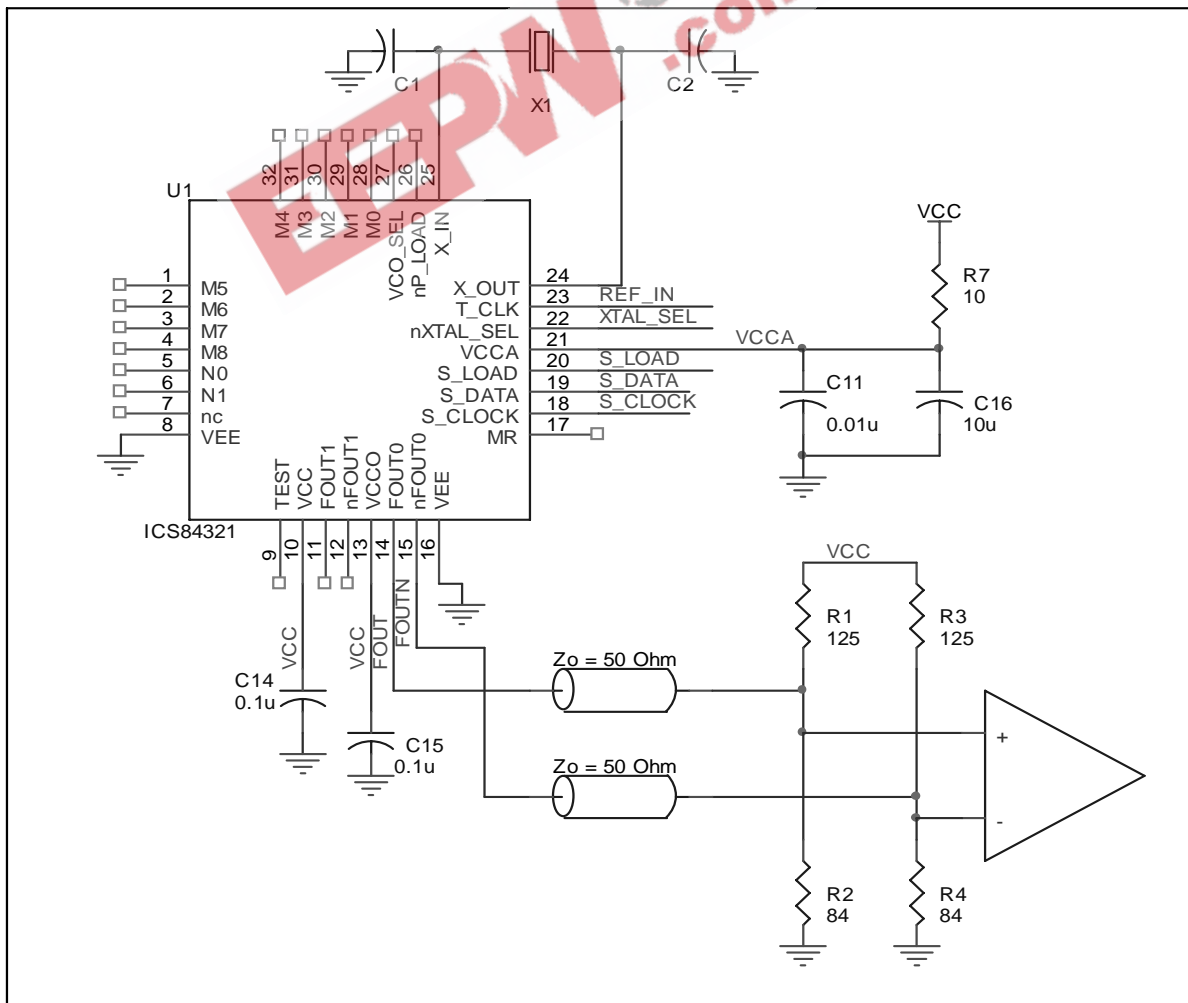 C1
X1
C2
EEPW
.com
U1
32
31
30
29
28
27
26
25
M4
M3
M2
M1
M0
VCO_SEL
nP_LOAD
X_IN
1
M5
2
M6
3
M7
4
M8
5
N0
6
N1
7
nc
8
VEE
X_OUT
24
T_CLK
23
REF_IN
nXTAL_SEL
22
XTAL_SEL
VCCA
21
VCCA
S_LOAD
20
S_LOAD
S_DATA
19
S_DATA
S_CLOCK
18
S_CLOCK
MR
17
VCC
R7
10
C11
0.01u
C16
10u
TEST
VCC
FOUT1
nFOUT1
VCCO
FOUT0
nFOUT0
VEE
ICS84321
9
10
11
12
13
14
15
16
VCC
VCC
FOUT
FOUTN
C14
0.1u
C15
0.1u
Zo = 50 Ohm
Zo = 50 Ohm
VCC
R1
125
R3
125
+
-
R2
84
R4
84